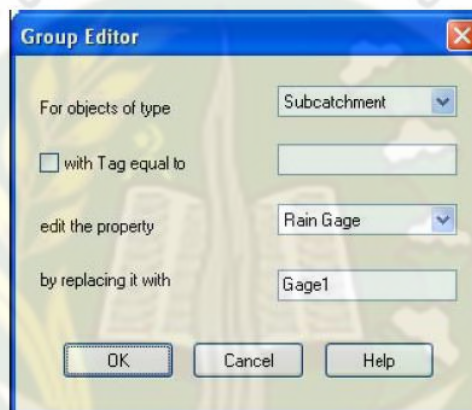 Group Editor
For objects of type Subcatchment
with Tag equal to
edit the property Rain Gage
by replacing it with Gage1
OK Cancel Help